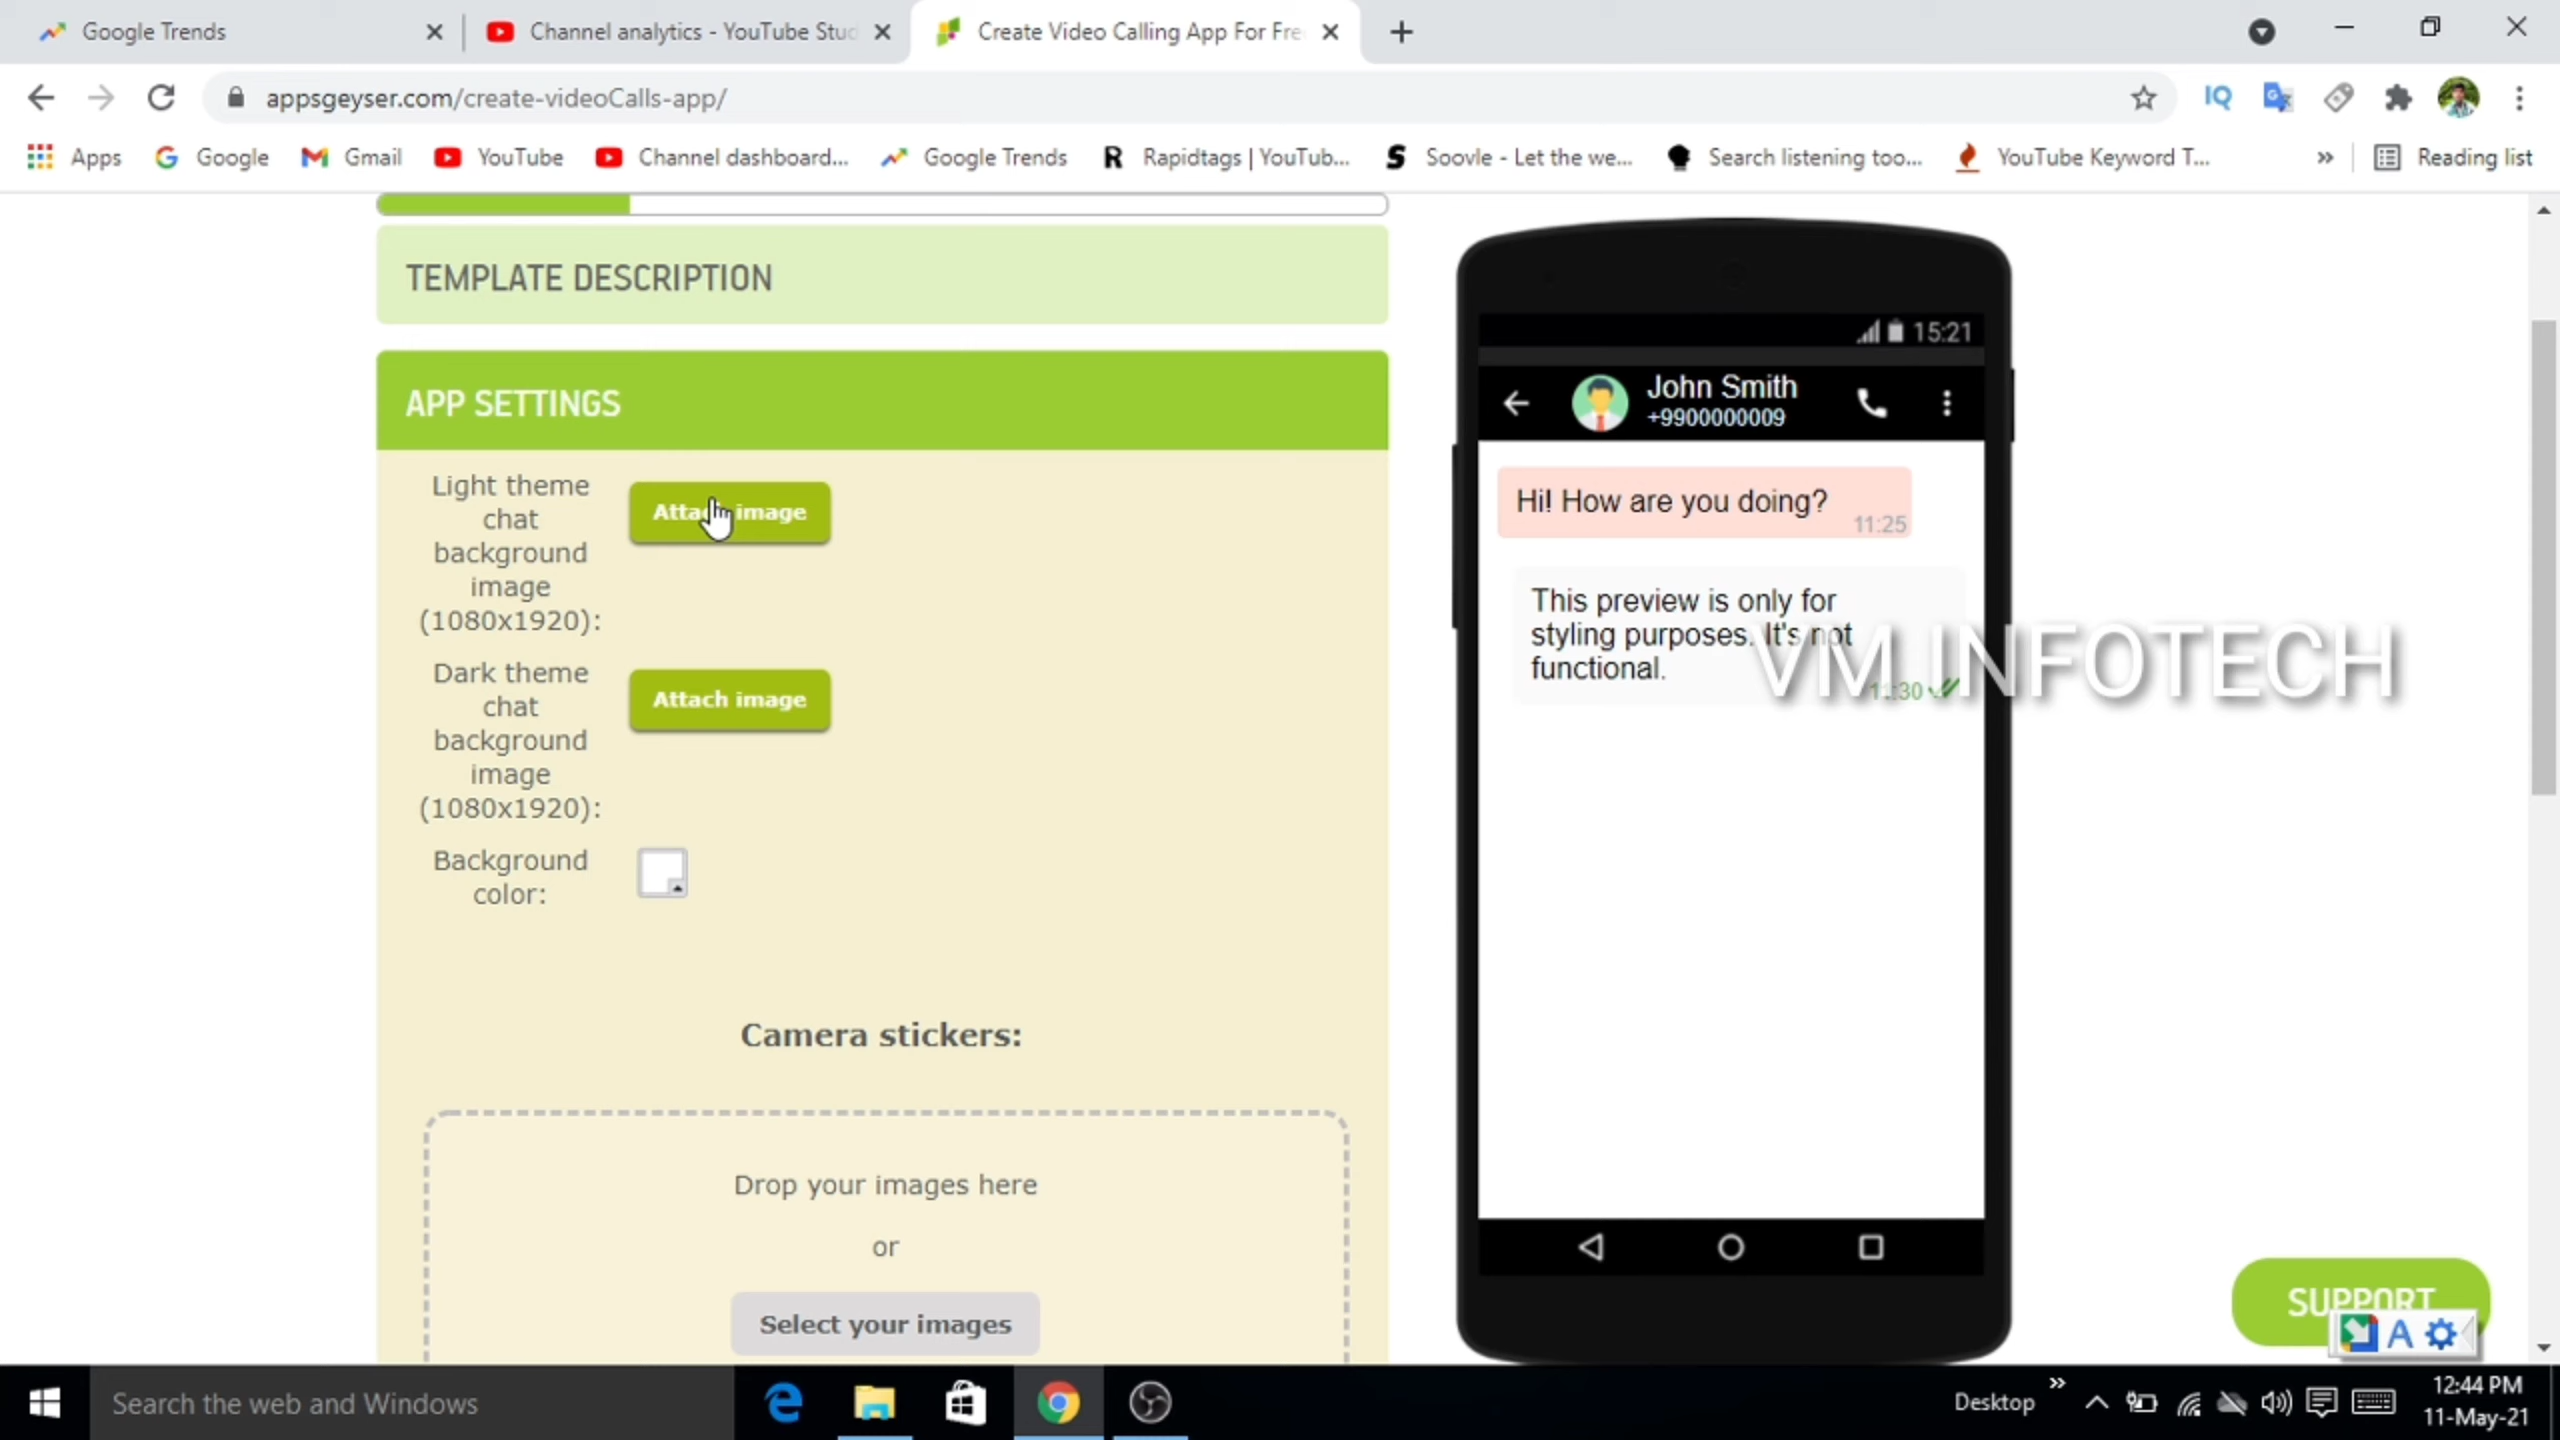 Google Trends
Channel analytics - YouTube Stud
Create Video Calling App For Fre
appsgeyser.com/create-videoCalls-app/
IQ
Apps
Google
Gmail
YouTube
Channel dashboard...
Google Trends
R Rapidtags | YouTub...
S Soovle - Let the we...
Search listening too...
YouTube Keyword T...
»
Reading list
TEMPLATE DESCRIPTION
APP SETTINGS
Light theme
chat
background
image
(1080x1920):
Attach image
Dark theme
chat
background
image
(1080x1920):
Attach image
Background
color:
Camera stickers:
Drop your images here
or
Select your images
15:21
John Smith
+9900000009
Hi! How are you doing?
11:25
This preview is only for
styling purposes. It's not
functional.
11:30
VM INFOTECH
SUPPORT
A
Search the web and Windows
Desktop
»
12:44 PM
11-May-21